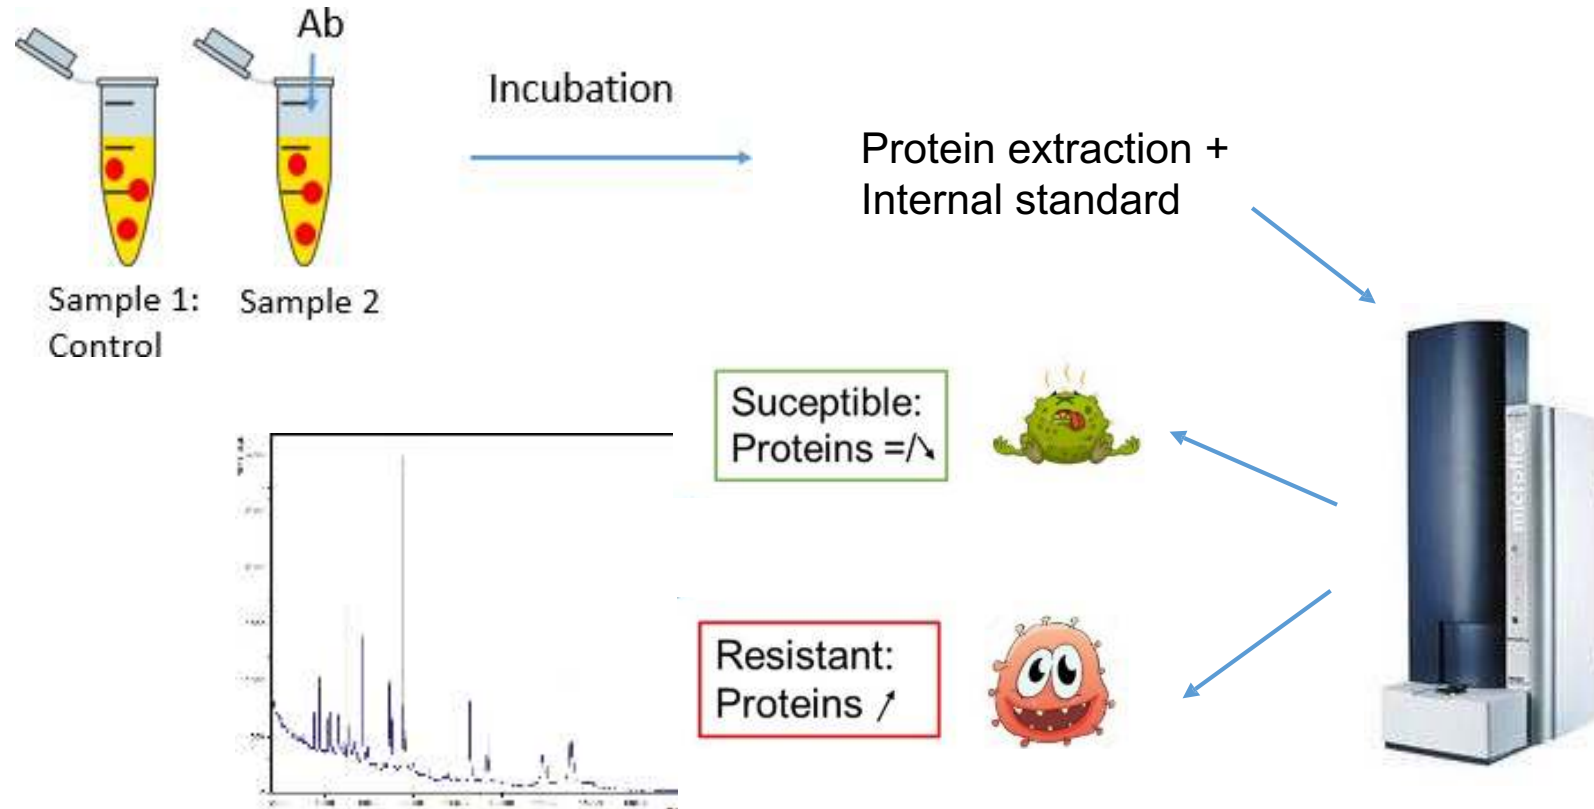 Ab
Incubation
Protein extraction +
Internal standard
Sample 1:
Control
Sample 2
Suceptible:
Proteins =/↘
Resistant:
Proteins ↗
microflex